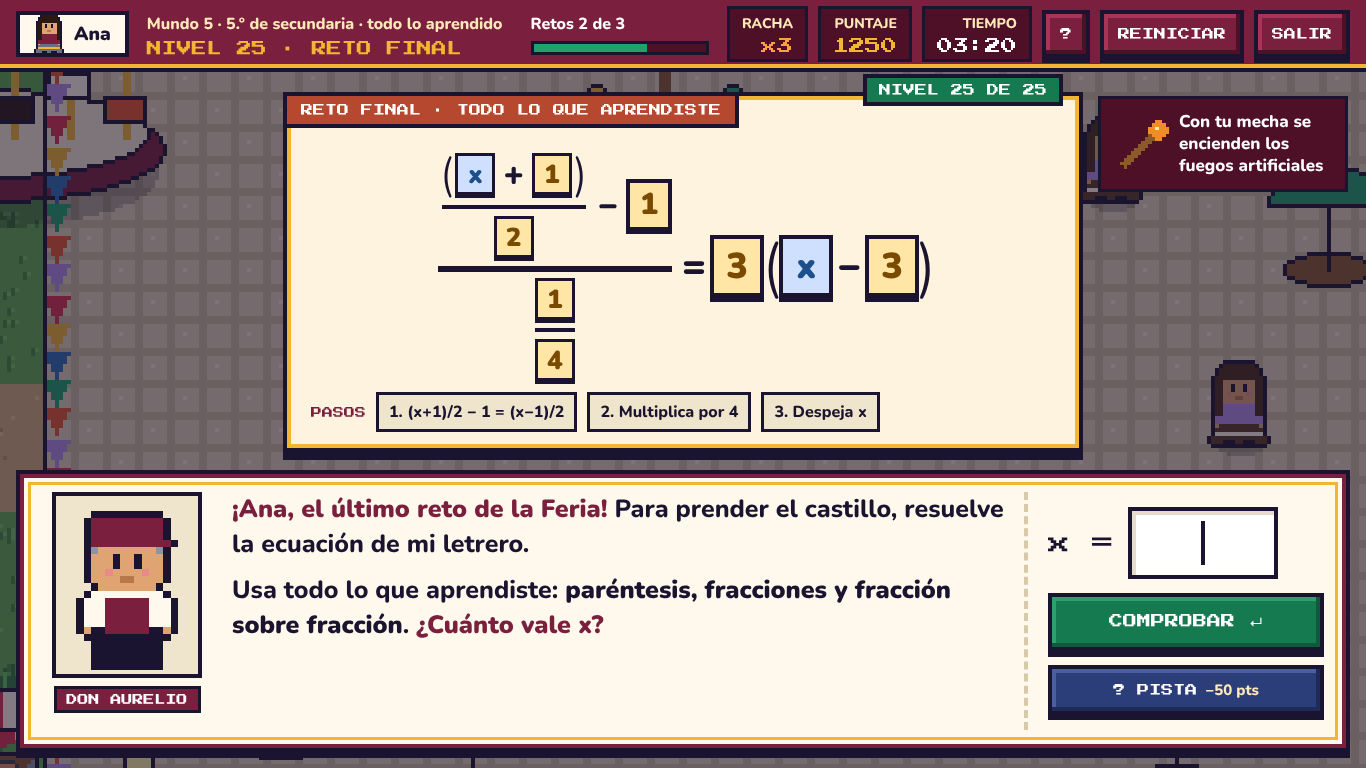 Ana
Mundo 5 · 5.° de secundaria · todo lo aprendido
NIVEL 25 · RETO FINAL
Retos 2 de 3
RACHA
x3
PUNTAJE
1250
TIEMPO
03:20
?
REINICIAR
SALIR
RETO FINAL · TODO LO QUE APRENDISTE
NIVEL 25 DE 25
Con tu mecha se
encienden los
fuegos artificiales
(x + 1)
2
− 1
1
4
= 3 (x − 3)
PASOS
1. (x+1)/2 − 1 = (x−1)/2
2. Multiplica por 4
3. Despeja x
¡Ana, el último reto de la Feria! Para prender el castillo, resuelve
la ecuación de mi letrero.
Usa todo lo que aprendiste: paréntesis, fracciones y fracción
sobre fracción. ¿Cuánto vale x?
DON AURELIO
x =
COMPROBAR ↵
? PISTA −50 pts